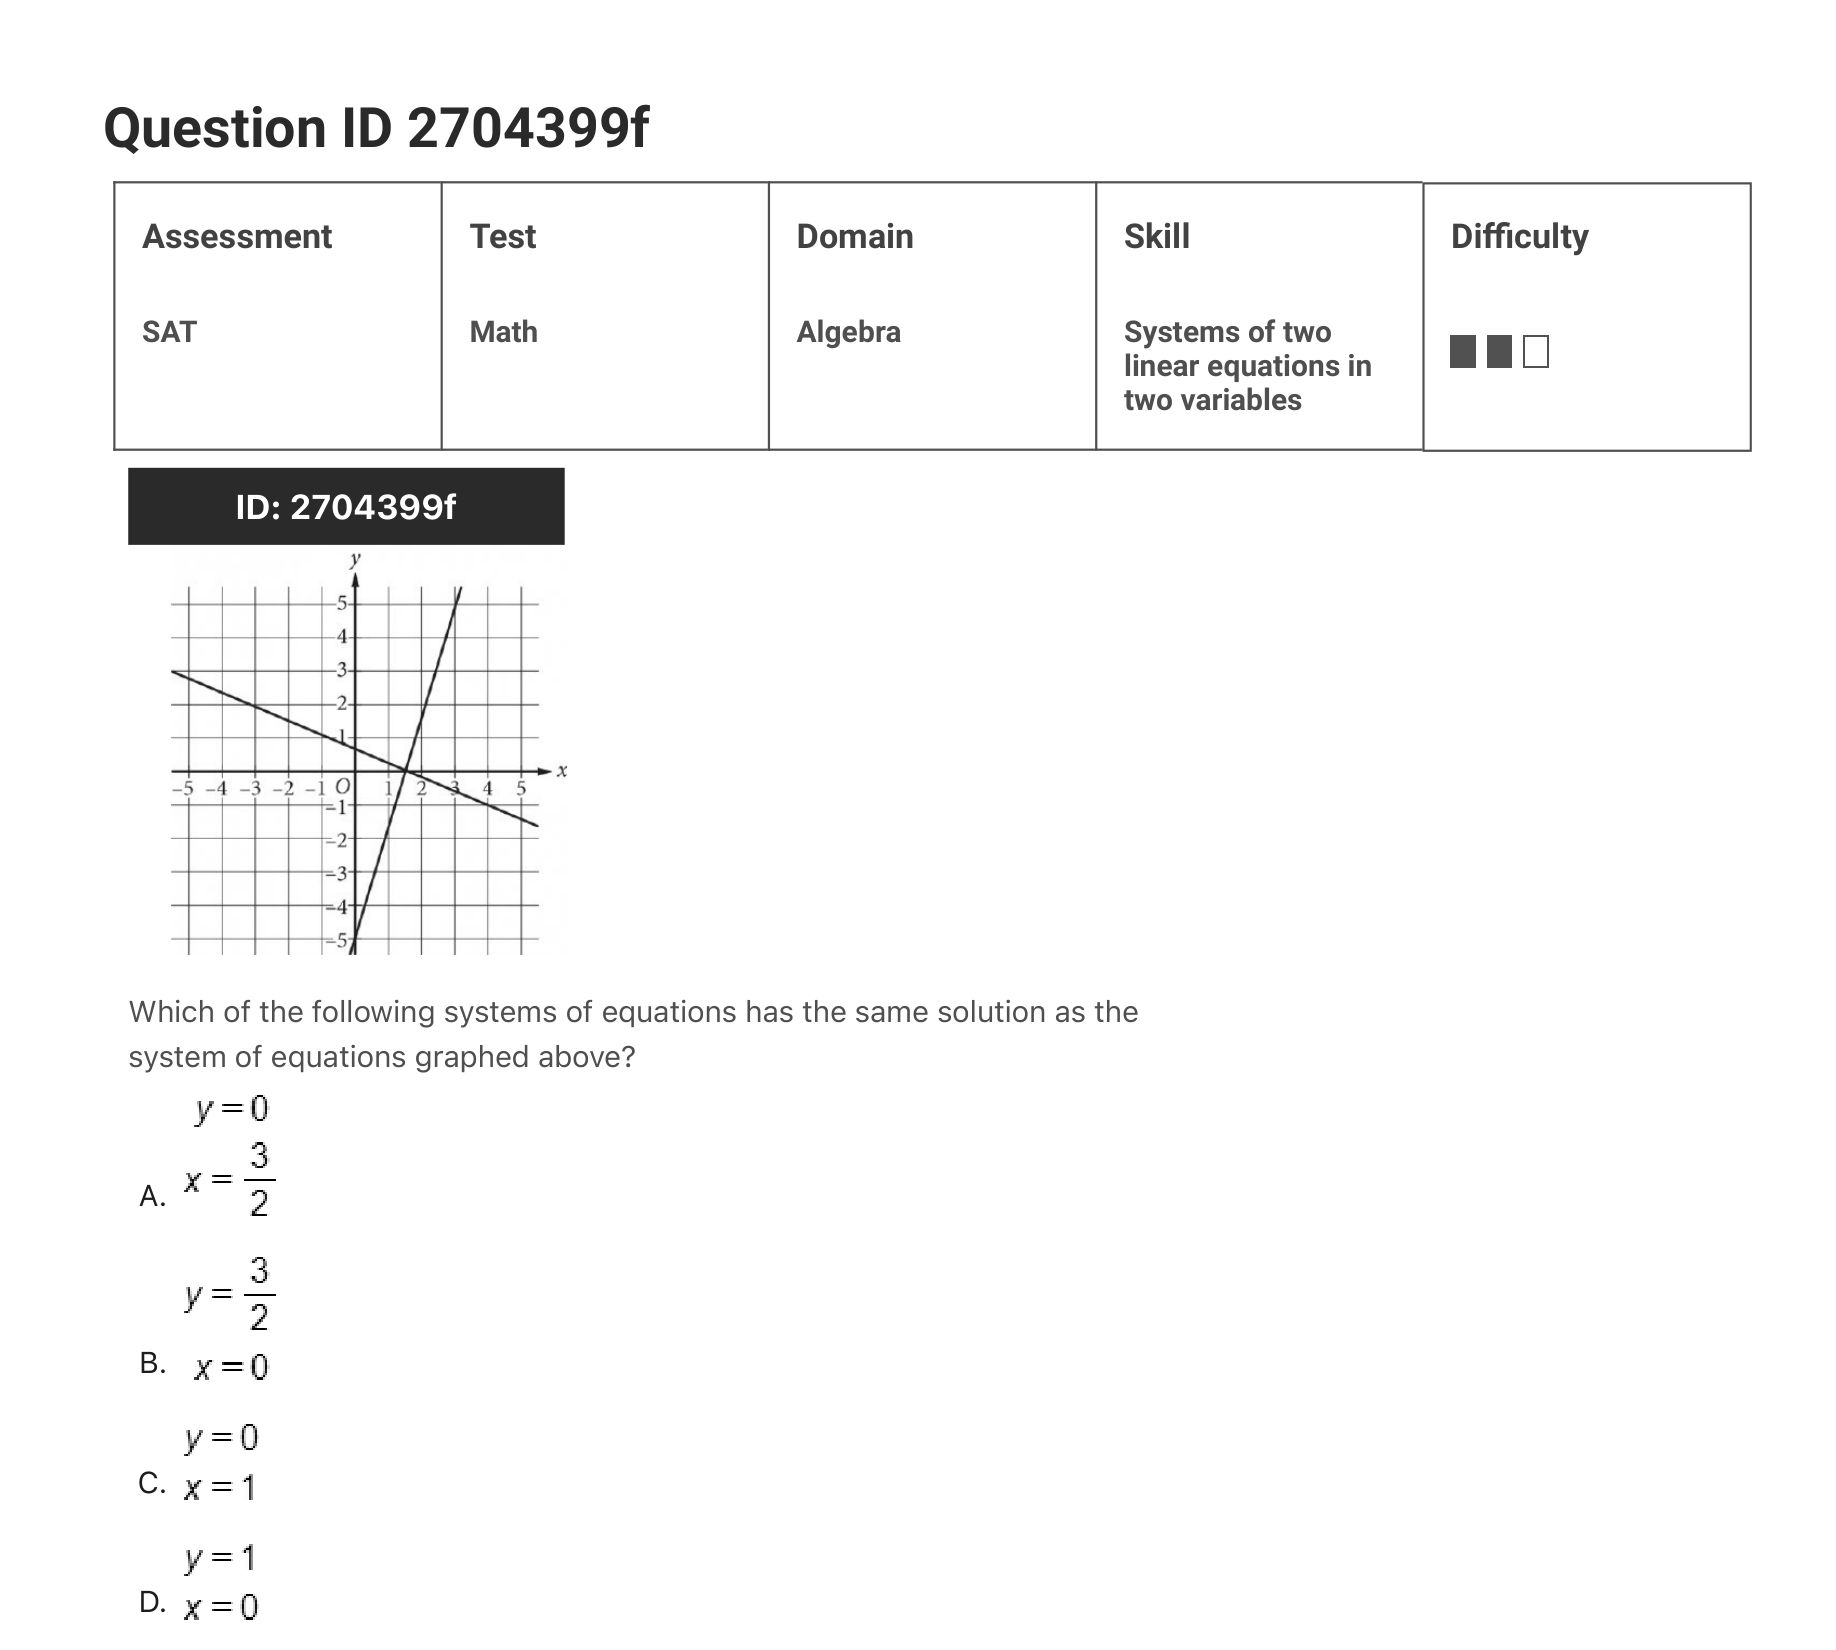 Question ID 2704399f
Assessment Test Domain Skill Difficulty
SAT Math Algebra Systems of two
linear equations in
two variables
ID: 2704399f
y
5
4
3
2
1
x
–5 –4 –3 –2 –1 O 1 2 3 4 5
–1
–2
–3
–4
–5
Which of the following systems of equations has the same solution as the
system of equations graphed above?
y = 0
A. x = 3/2
y = 3/2
B. x = 0
y = 0
C. x = 1
y = 1
D. x = 0